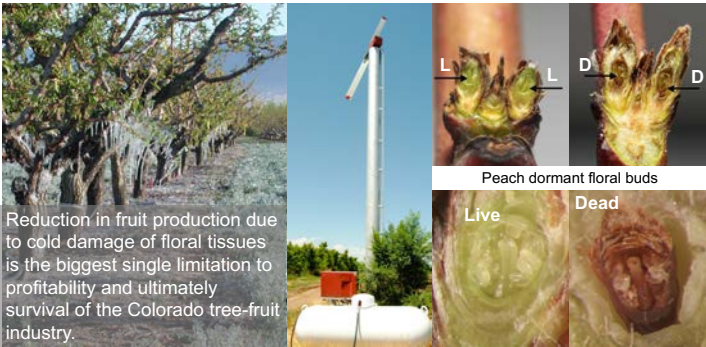 Reduction in fruit production due
to cold damage of floral tissues
is the biggest single limitation to
profitability and ultimately
survival of the Colorado tree-fruit
industry.
L
L
D
D
Peach dormant floral buds
Live
Dead